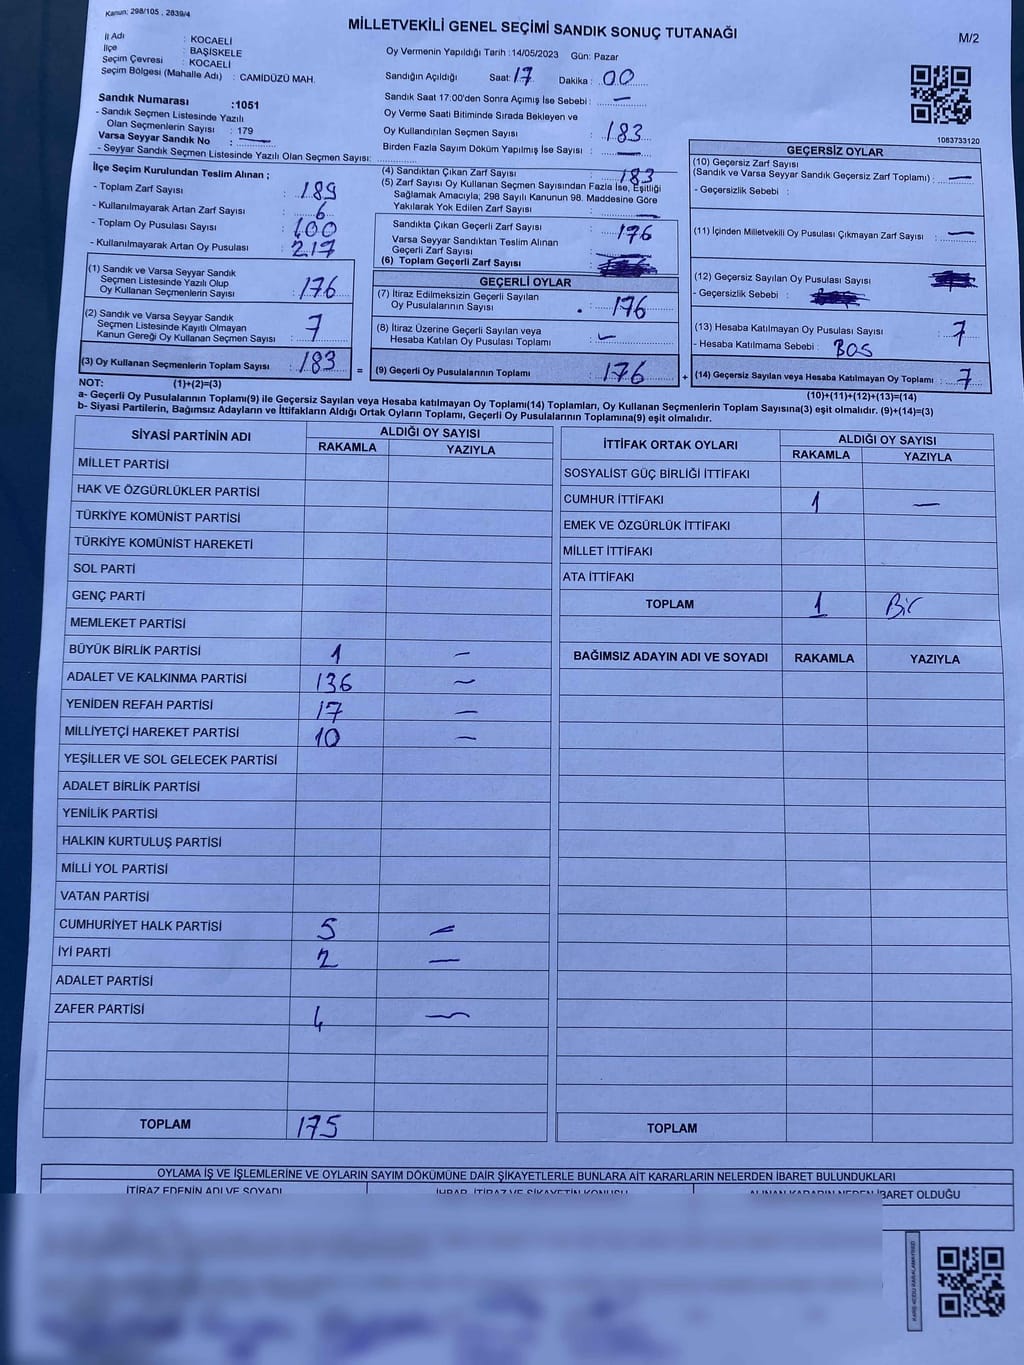 Kanun: 298/105 , 2839/4
MİLLETVEKİLİ GENEL SEÇİMİ SANDIK SONUÇ TUTANAĞI
M/2
İl Adı : KOCAELİ
İlçe : BAŞİSKELE
Seçim Çevresi : KOCAELİ
Seçim Bölgesi (Mahalle Adı) : CAMİDÜZÜ MAH.
Sandık Numarası :1051
- Sandık Seçmen Listesinde Yazılı
Olan Seçmenlerin Sayısı : 179
Varsa Seyyar Sandık No : —
- Seyyar Sandık Seçmen Listesinde Yazılı Olan Seçmen Sayısı:
Oy Vermenin Yapıldığı Tarih :14/05/2023 Gün: Pazar
Sandığın Açıldığı Saat: 17 Dakika : 00
Sandık Saat 17:00'den Sonra Açımış İse Sebebi : —
Oy Verme Saati Bitiminde Sırada Bekleyen ve
Oy Kullandırılan Seçmen Sayısı : 183
Birden Fazla Sayım Döküm Yapılmış İse Sayısı : —
1083733120
İlçe Seçim Kurulundan Teslim Alınan ;
- Toplam Zarf Sayısı : 189
- Kullanılmayarak Artan Zarf Sayısı : 6
- Toplam Oy Pusulası Sayısı : 400
- Kullanılmayarak Artan Oy Pusulası : 217
(1) Sandık ve Varsa Seyyar Sandık
Seçmen Listesinde Yazılı Olup
Oy Kullanan Seçmenlerin Sayısı : 176
(2) Sandık ve Varsa Seyyar Sandık
Seçmen Listesinde Kayıtlı Olmayan
Kanun Gereği Oy Kullanan Seçmen Sayısı : 7
(3) Oy Kullanan Seçmenlerin Toplam Sayısı : 183
(4) Sandıktan Çıkan Zarf Sayısı : 183
(5) Zarf Sayısı Oy Kullanan Seçmen Sayısından Fazla İse, Eşitliği
Sağlamak Amacıyla; 298 Sayılı Kanunun 98. Maddesine Göre
Yakılarak Yok Edilen Zarf Sayısı : —
Sandıkta Çıkan Geçerli Zarf Sayısı : 176
Varsa Seyyar Sandıktan Teslim Alınan
Geçerli Zarf Sayısı :
(6) Toplam Geçerli Zarf Sayısı :
GEÇERLİ OYLAR
(7) İtiraz Edilmeksizin Geçerli Sayılan
Oy Pusulalarının Sayısı : 176
(8) İtiraz Üzerine Geçerli Sayılan veya
Hesaba Katılan Oy Pusulası Toplamı : —
= (9) Geçerli Oy Pusulalarının Toplamı : 176
GEÇERSİZ OYLAR
(10) Geçersiz Zarf Sayısı
(Sandık ve Varsa Seyyar Sandık Geçersiz Zarf Toplamı) : —
- Geçersizlik Sebebi :
(11) İçinden Milletvekili Oy Pusulası Çıkmayan Zarf Sayısı : —
(12) Geçersiz Sayılan Oy Pusulası Sayısı :
- Geçersizlik Sebebi :
(13) Hesaba Katılmayan Oy Pusulası Sayısı : 7
- Hesaba Katılmama Sebebi : BOS
+ (14) Geçersiz Sayılan veya Hesaba Katılmayan Oy Toplamı : 7
NOT: (1)+(2)=(3)
(10)+(11)+(12)+(13)=(14)
a- Geçerli Oy Pusulalarının Toplamı(9) ile Geçersiz Sayılan veya Hesaba Katılmayan Oy Toplamı(14) Toplamları, Oy Kullanan Seçmenlerin Toplam Sayısına(3) eşit olmalıdır. (9)+(14)=(3)
b- Siyasi Partilerin, Bağımsız Adayların ve İttifakların Aldığı Ortak Oyların Toplamı, Geçerli Oy Pusulalarının Toplamına(9) eşit olmalıdır.
SİYASİ PARTİNİN ADI ALDIĞI OY SAYISI
RAKAMLA YAZIYLA
MİLLET PARTİSİ
HAK VE ÖZGÜRLÜKLER PARTİSİ
TÜRKİYE KOMÜNİST PARTİSİ
TÜRKİYE KOMÜNİST HAREKETİ
SOL PARTİ
GENÇ PARTİ
MEMLEKET PARTİSİ
BÜYÜK BİRLİK PARTİSİ 1 —
ADALET VE KALKINMA PARTİSİ 136 —
YENİDEN REFAH PARTİSİ 17 —
MİLLİYETÇİ HAREKET PARTİSİ 10 —
YEŞİLLER VE SOL GELECEK PARTİSİ
ADALET BİRLİK PARTİSİ
YENİLİK PARTİSİ
HALKIN KURTULUŞ PARTİSİ
MİLLİ YOL PARTİSİ
VATAN PARTİSİ
CUMHURİYET HALK PARTİSİ 5 —
İYİ PARTİ 2 —
ADALET PARTİSİ
ZAFER PARTİSİ 4 —
TOPLAM 175
İTTİFAK ORTAK OYLARI ALDIĞI OY SAYISI
RAKAMLA YAZIYLA
SOSYALİST GÜÇ BİRLİĞİ İTTİFAKI
CUMHUR İTTİFAKI 1 —
EMEK VE ÖZGÜRLÜK İTTİFAKI
MİLLET İTTİFAKI
ATA İTTİFAKI
TOPLAM 1 Bir
BAĞIMSIZ ADAYIN ADI VE SOYADI RAKAMLA YAZIYLA
TOPLAM
OYLAMA İŞ VE İŞLEMLERİNE VE OYLARIN SAYIM DÖKÜMÜNE DAİR ŞİKAYETLERLE BUNLARA AİT KARARLARIN NELERDEN İBARET BULUNDUKLARI
İTİRAZ EDENİN ADI VE SOYADI İHBAR, İTİRAZ VE ŞİKAYETİN KONUSU ALINAN KARARIN NEDEN İBARET OLDUĞU